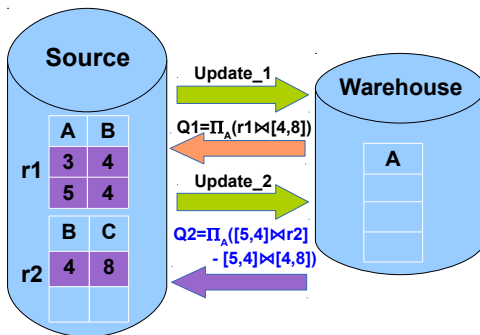 Source
Warehouse
Update_1
Q1=Π_A(r1⋈[4,8])
Update_2
Q2=Π_A([5,4]⋈r2]
- [5,4]⋈[4,8])
r1
A B
3 4
5 4
r2
B C
4 8
A